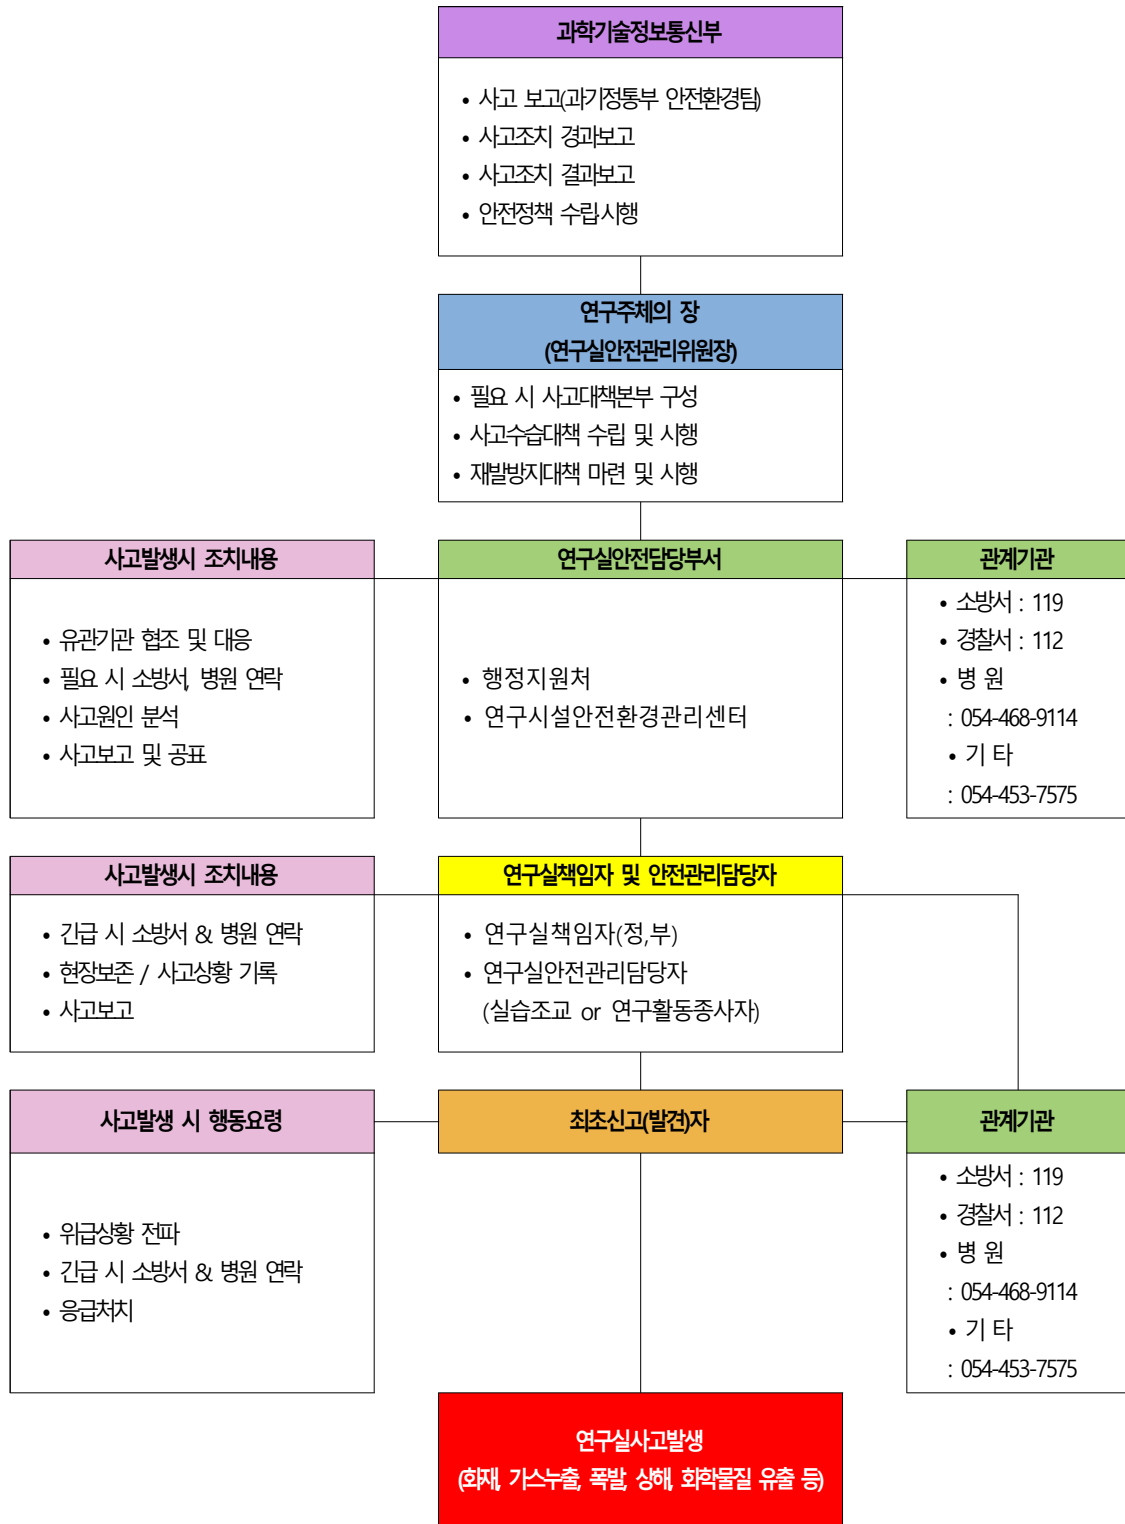 과학기술정보통신부
• 사고 보고(과기정통부 안전환경팀)
• 사고조치 경과보고
• 사고조치 결과보고
• 안전정책 수립·시행
연구주체의 장
(연구실안전관리위원장)
• 필요 시 사고대책본부 구성
• 사고수습대책 수립 및 시행
• 재발방지대책 마련 및 시행
사고발생시 조치내용
• 유관기관 협조 및 대응
• 필요 시 소방서, 병원 연락
• 사고원인 분석
• 사고보고 및 공표
연구실안전담당부서
• 행정지원처
• 연구시설안전환경관리센터
관계기관
• 소방서 : 119
• 경찰서 : 112
• 병 원
: 054-468-9114
• 기 타
: 054-453-7575
사고발생시 조치내용
• 긴급 시 소방서 & 병원 연락
• 현장보존 / 사고상황 기록
• 사고보고
연구실책임자 및 안전관리담당자
• 연구실책임자(정,부)
• 연구실안전관리담당자
(실습조교 or 연구활동종사자)
사고발생 시 행동요령
• 위급상황 전파
• 긴급 시 소방서 & 병원 연락
• 응급처치
최초신고(발견)자
관계기관
• 소방서 : 119
• 경찰서 : 112
• 병 원
: 054-468-9114
• 기 타
: 054-453-7575
연구실사고발생
(화재, 가스누출, 폭발, 상해, 화학물질 유출 등)